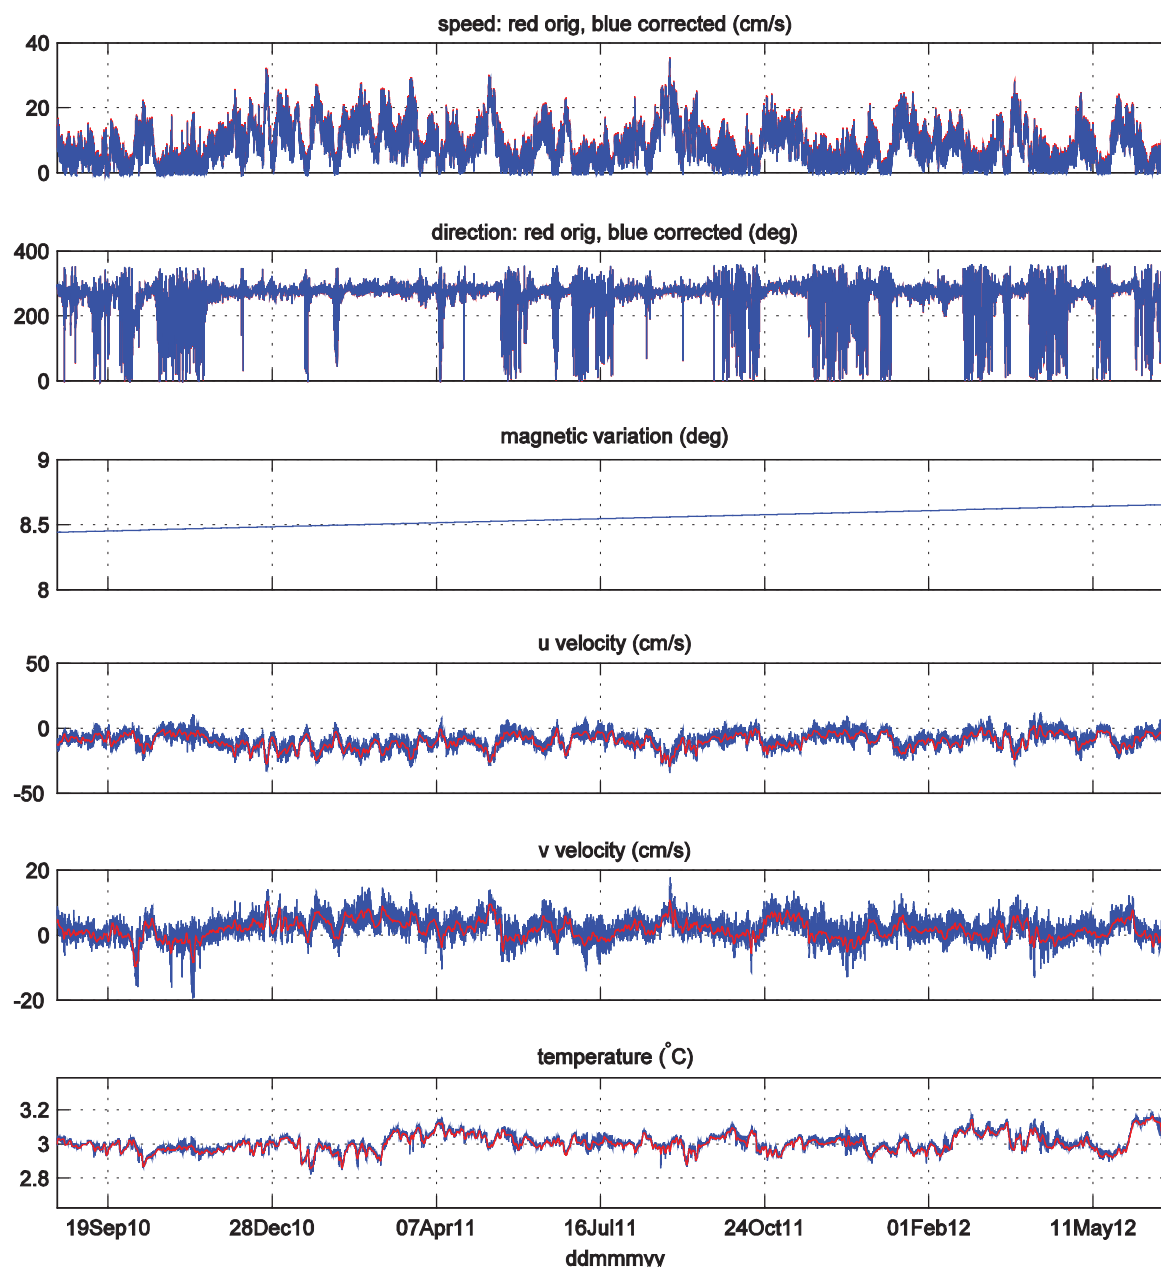 speed: red orig, blue corrected (cm/s)
40
20
0
direction: red orig, blue corrected (deg)
400
200
0
magnetic variation (deg)
9
8.5
8
u velocity (cm/s)
50
0
-50
v velocity (cm/s)
20
0
-20
temperature (°C)
3.2
3
2.8
19Sep10 28Dec10 07Apr11 16Jul11 24Oct11 01Feb12 11May12
ddmmmyy